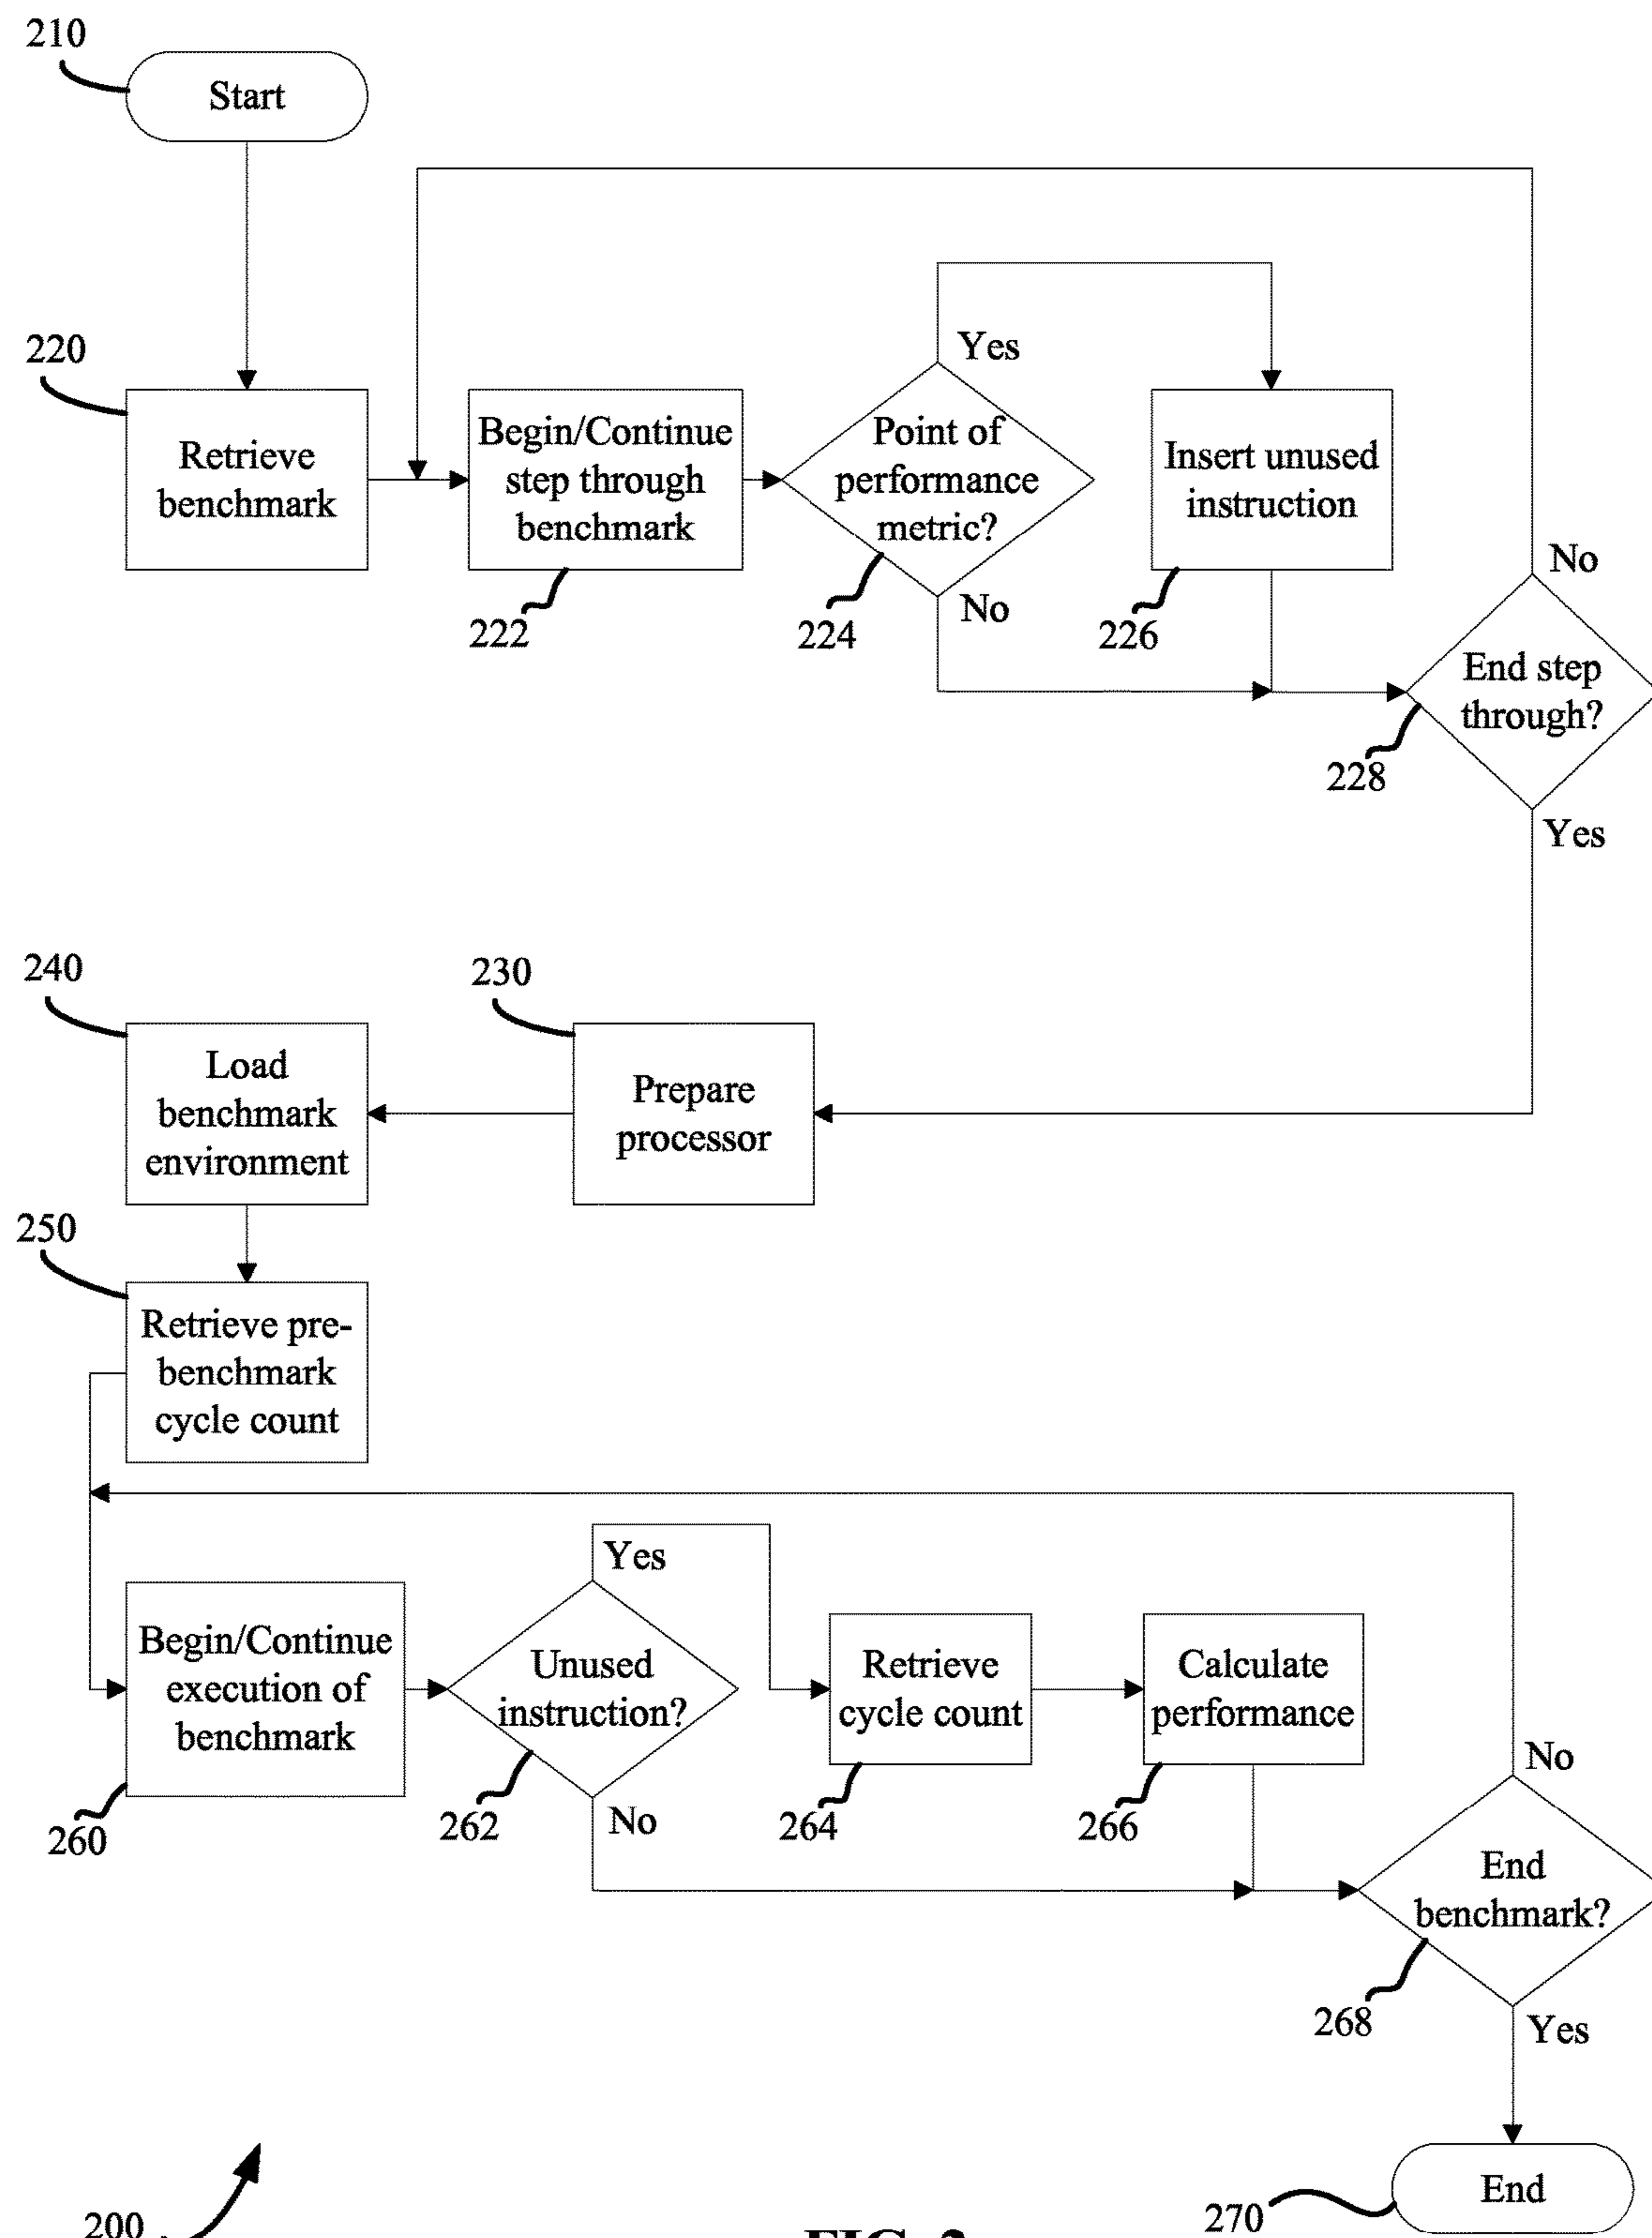 210
Start
220
Retrieve
benchmark
Begin/Continue
step through
benchmark
222
Yes
Point of
performance
metric?
No
224
Insert unused
instruction
226
No
End step
through?
228
Yes
240
Load
benchmark
environment
230
Prepare
processor
250
Retrieve pre-
benchmark
cycle count
Begin/Continue
execution of
benchmark
260
Yes
Unused
instruction?
262
No
Retrieve
cycle count
264
Calculate
performance
266
No
End
benchmark?
268
Yes
End
270
200
FIG. 2